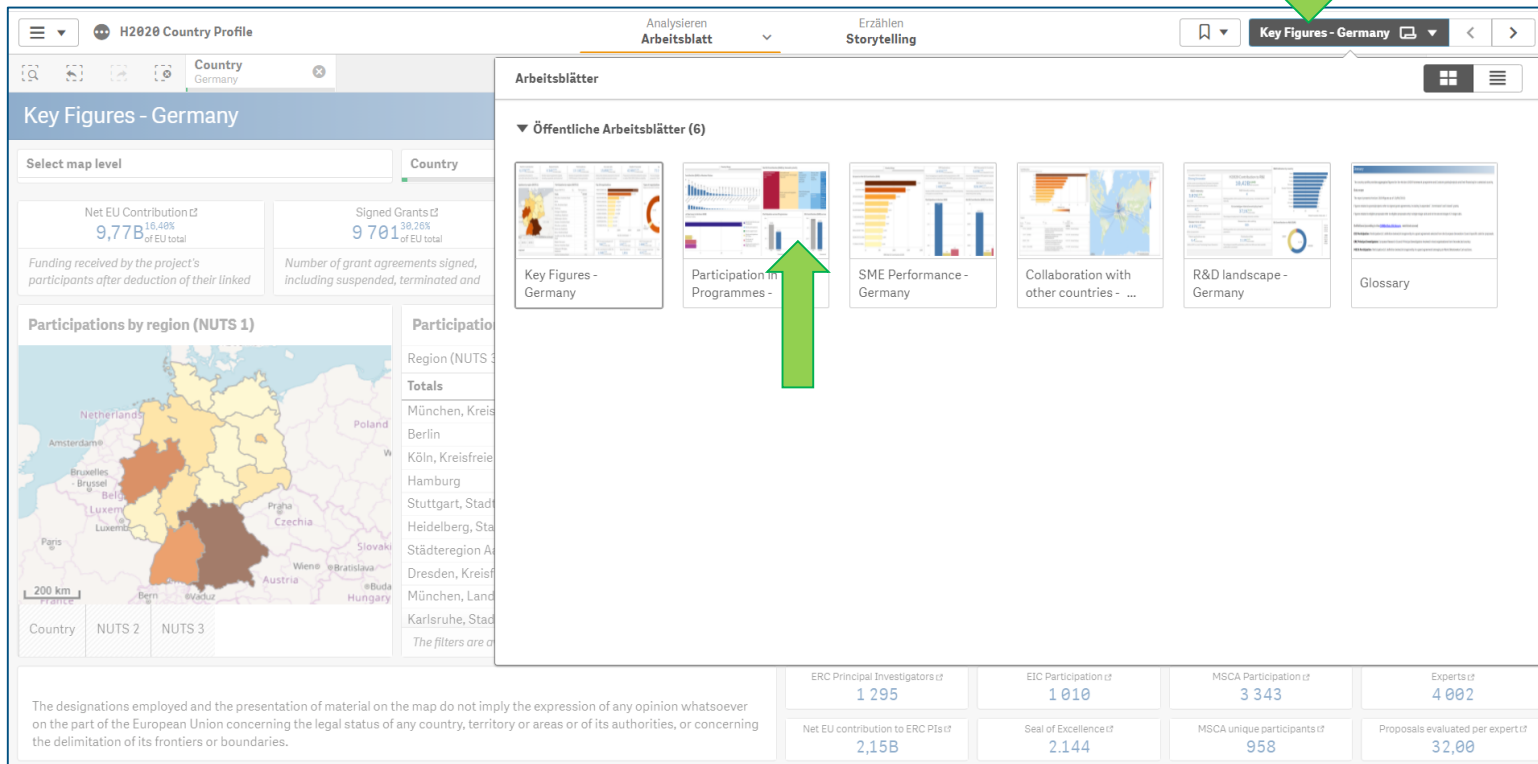 H2020 Country Profile
Analysieren
Arbeitsblatt
Erzählen
Storytelling
Key Figures - Germany
Country
Germany
Arbeitsblätter
Key Figures - Germany
Öffentliche Arbeitsblätter (6)
Select map level
Country
Net EU Contribution
9,77B 16,40% of EU total
Funding received by the project's
participants after deduction of their linked
Signed Grants
9 701 38,26% of EU total
Number of grant agreements signed,
including suspended, terminated and
Key Figures -
Germany
Participation in
Programmes -
SME Performance -
Germany
Collaboration with
other countries - ...
R&D landscape -
Germany
Glossary
Participations by region (NUTS 1)
Netherlands
Amsterdam
Bruxelles
- Brussel
Belg
Luxem
Luxemb
Paris
France
Bern
Vaduz
Poland
Praha
Czechia
Slovaki
Wien
Bratislava
Austria
Buda
Hungary
200 km
Country
NUTS 2
NUTS 3
Participatio
Region (NUTS 3
Totals
München, Kreis
Berlin
Köln, Kreisfreie
Hamburg
Stuttgart, Stadt
Heidelberg, Sta
Städteregion Aa
Dresden, Kreisf
München, Land
Karlsruhe, Stad
The filters are a
The designations employed and the presentation of material on the map do not imply the expression of any opinion whatsoever
on the part of the European Union concerning the legal status of any country, territory or areas or of its authorities, or concerning
the delimitation of its frontiers or boundaries.
ERC Principal Investigators
1 295
EIC Participation
1 010
MSCA Participation
3 343
Experts
4 002
Net EU contribution to ERC PIs
2,15B
Seal of Excellence
2.144
MSCA unique participants
958
Proposals evaluated per expert
32,00